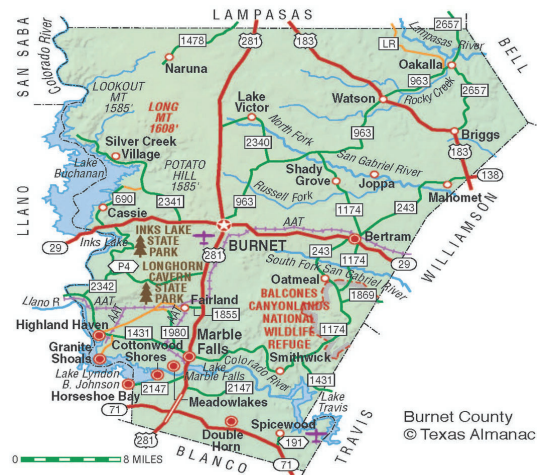 LAMPASAS
SAN SABA
Colorado River
1478
281
183
2657
LR
Lampasas River
BELL
Naruna
Oakalla
963
Rocky Creek
2657
LOOKOUT
MT
1585'
LONG
MT
1608'
Lake
Victor
Watson
North Fork
963
Briggs
183
Silver Creek
Village
2340
San Gabriel River
138
Lake
Buchanan
POTATO
HILL
1585'
Shady
Grove
Joppa
Russell Fork
Mahomet
LLANO
690
2341
963
1174
243
WILLIAMSON
Cassie
AAT
29
Inks Lake
INKS LAKE
STATE
PARK
BURNET
Bertram
281
243
1174
29
P4
LONGHORN
CAVERN
STATE
PARK
South Fork San Gabriel River
Oatmeal
1869
2342
Llano R
AAT
AAT
Fairland
1855
BALCONES
CANYONLANDS
NATIONAL
WILDLIFE
REFUGE
1174
Highland Haven
1431
1980
Marble
Falls
Granite
Shoals
Cottonwood
Shores
Colorado River
Smithwick
Lake Lyndon
B. Johnson
Lake
Marble Falls
1431
2147
2147
Horseshoe Bay
Meadowlakes
Lake
Travis
71
Double
Horn
Spicewood
191
TRAVIS
281
71
BLANCO
Burnet County
© Texas Almanac
0 8 MILES